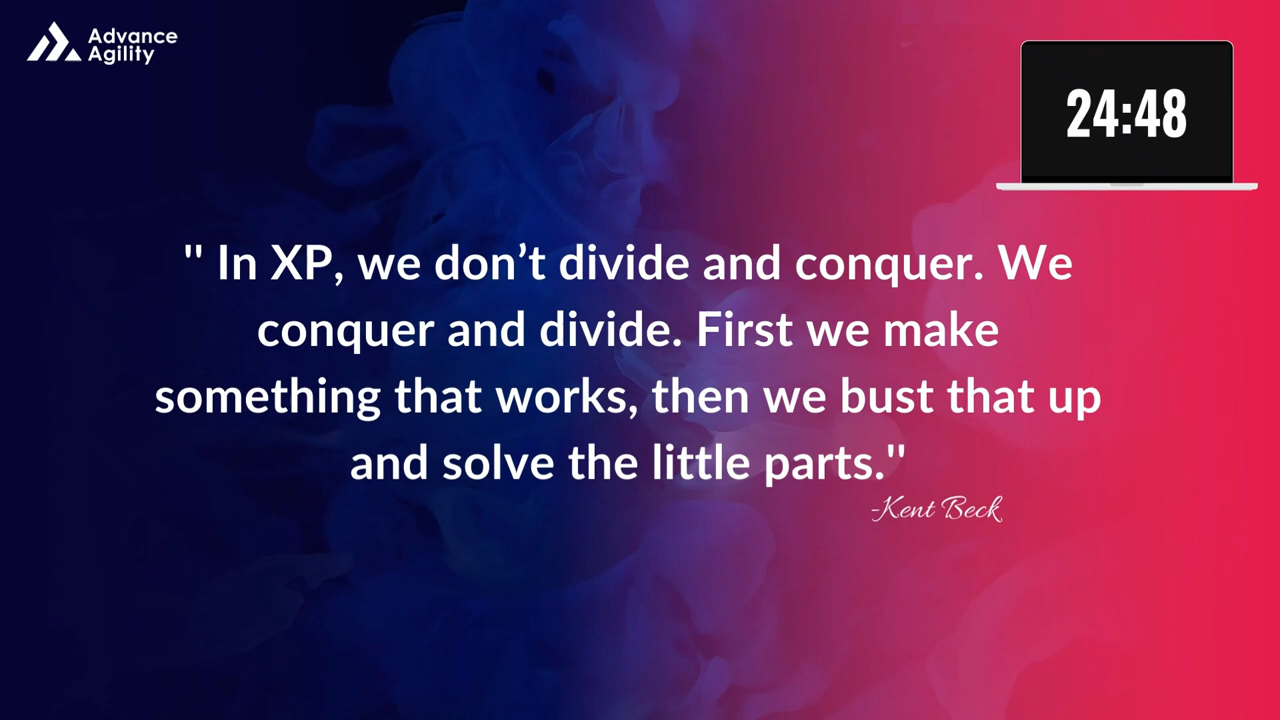 Advance
Agility
24:48
" In XP, we don’t divide and conquer. We
conquer and divide. First we make
something that works, then we bust that up
and solve the little parts."
-Kent Beck